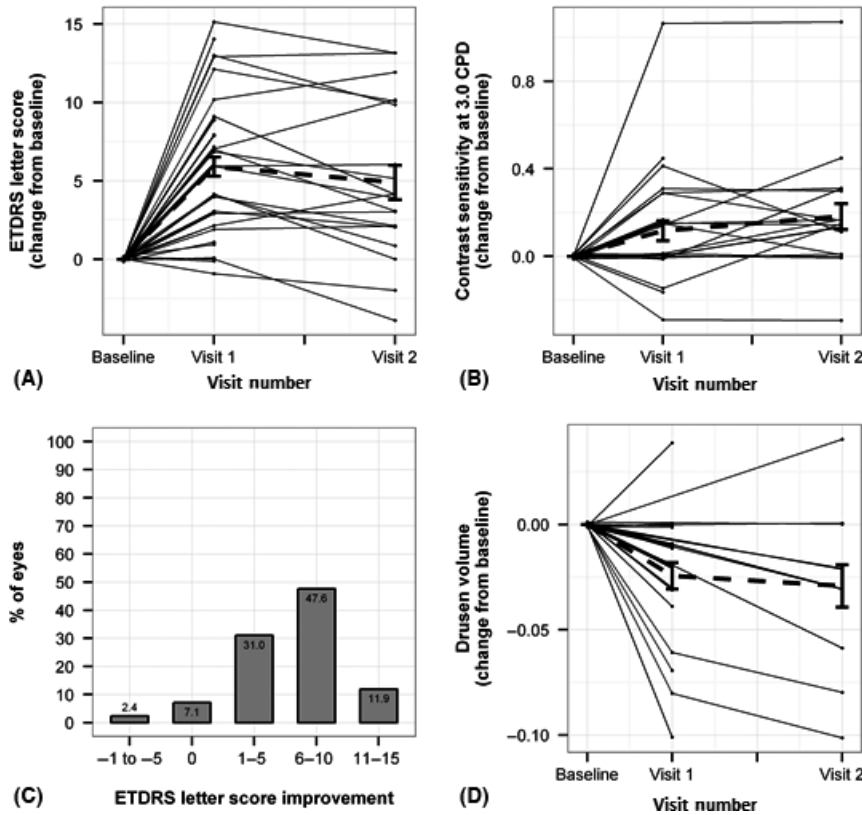 ETDRS letter score
(change from baseline)
15
10
5
0
Baseline
Visit 1
Visit 2
(A)
Visit number
Contrast sensitivity at 3.0 CPD
(change from baseline)
0.8
0.4
0.0
Baseline
Visit 1
Visit 2
(B)
Visit number
% of eyes
100
90
80
70
60
50
40
30
20
10
0
2.4
7.1
31.0
47.6
11.9
–1 to –5
0
1–5
6–10
11–15
(C)
ETDRS letter score improvement
Drusen volume
(change from baseline)
0.00
–0.05
–0.10
Baseline
Visit 1
Visit 2
(D)
Visit number